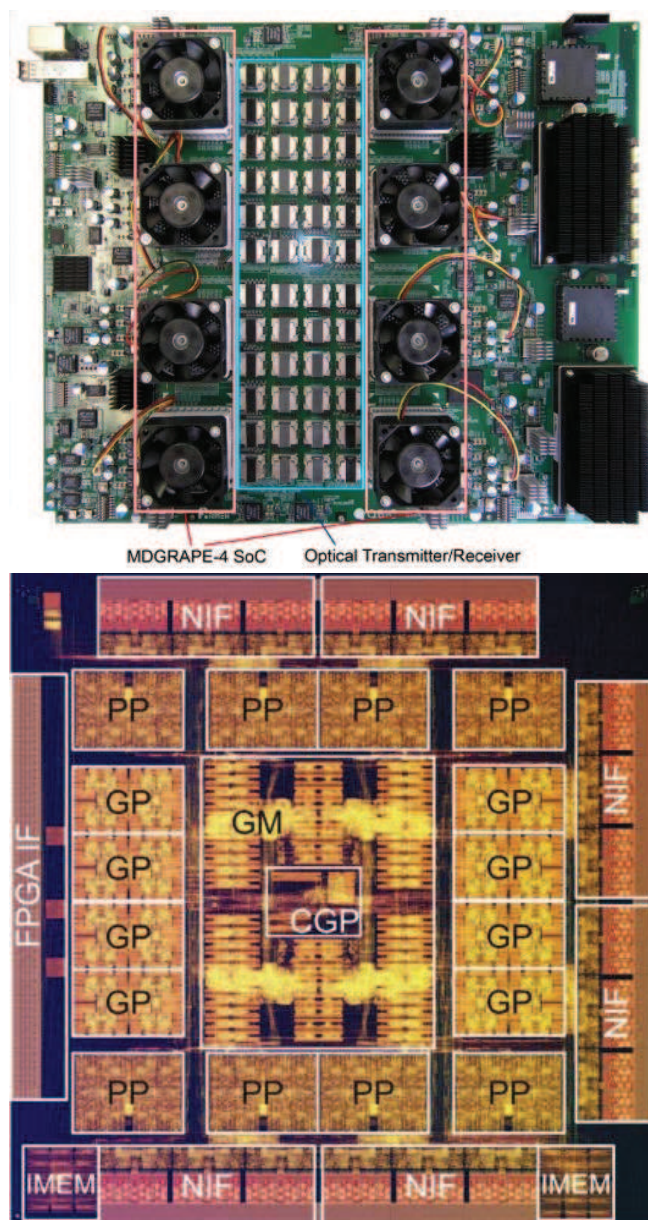 MDGRAPE-4 SoC
Optical Transmitter/Receiver
NIF NIF
PP PP PP PP
FPGA IF
GP GP
GM
NIF
GP GP
CGP
GP GP
NIF
GP GP
PP PP PP PP
IMEM NIF NIF IMEM